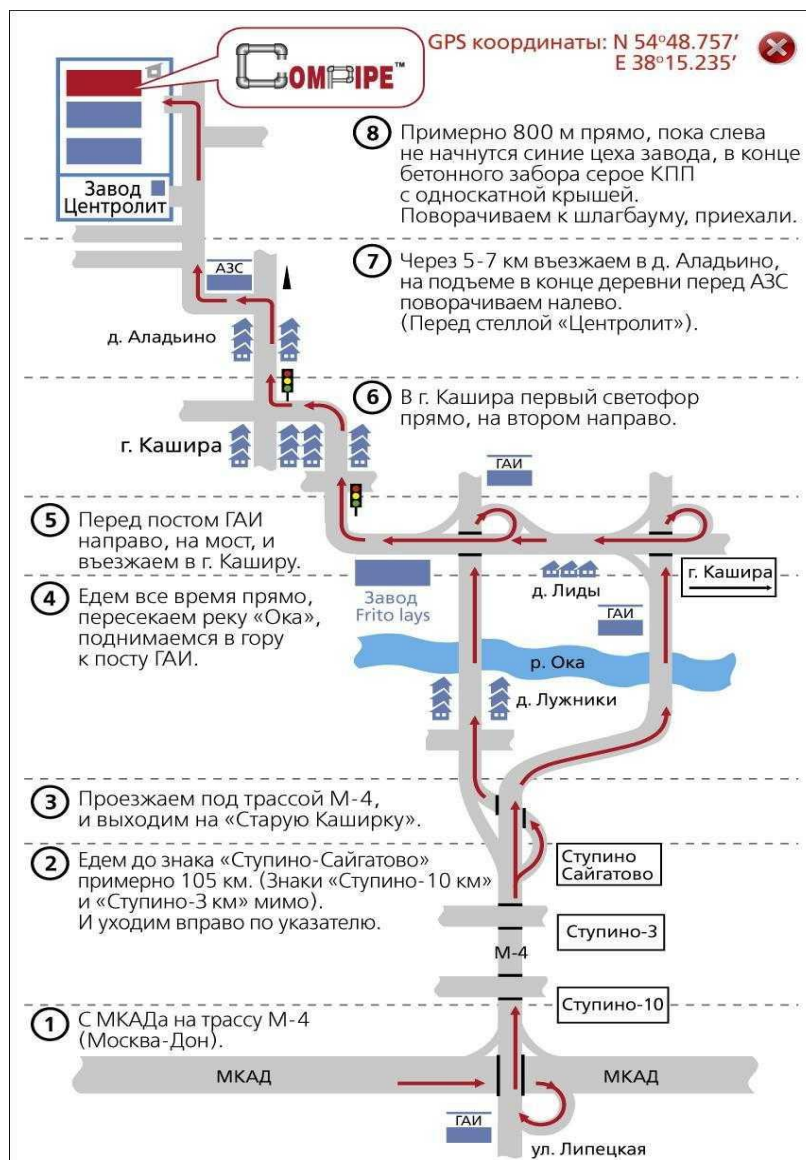 COMPIPE™
GPS координаты: N 54°48.757′
E 38°15.235′
8 Примерно 800 м прямо, пока слева
не начнутся синие цеха завода, в конце
бетонного забора серое КПП
с односкатной крышей.
Поворачиваем к шлагбауму, приехали.
Завод
Центролит
7 Через 5-7 км въезжаем в д. Аладьино,
на подъеме в конце деревни перед АЗС
поворачиваем налево.
(Перед стеллой «Центролит»).
АЗС
д. Аладьино
6 В г. Кашира первый светофор
прямо, на втором направо.
г. Кашира
ГАИ
5 Перед постом ГАИ
направо, на мост, и
въезжаем в г. Каширу.
г. Кашира
4 Едем все время прямо,
пересекаем реку «Ока»,
поднимаемся в гору
к посту ГАИ.
Завод
Frito lays
д. Лиды
ГАИ
р. Ока
д. Лужники
3 Проезжаем под трассой М-4,
и выходим на «Старую Каширку».
2 Едем до знака «Ступино-Сайгатово»
примерно 105 км. (Знаки «Ступино-10 км»
и «Ступино-3 км» мимо).
И уходим вправо по указателю.
Ступино
Сайгатово
Ступино-3
М-4
Ступино-10
1 С МКАДа на трассу М-4
(Москва-Дон).
МКАД
МКАД
ГАИ
ул. Липецкая